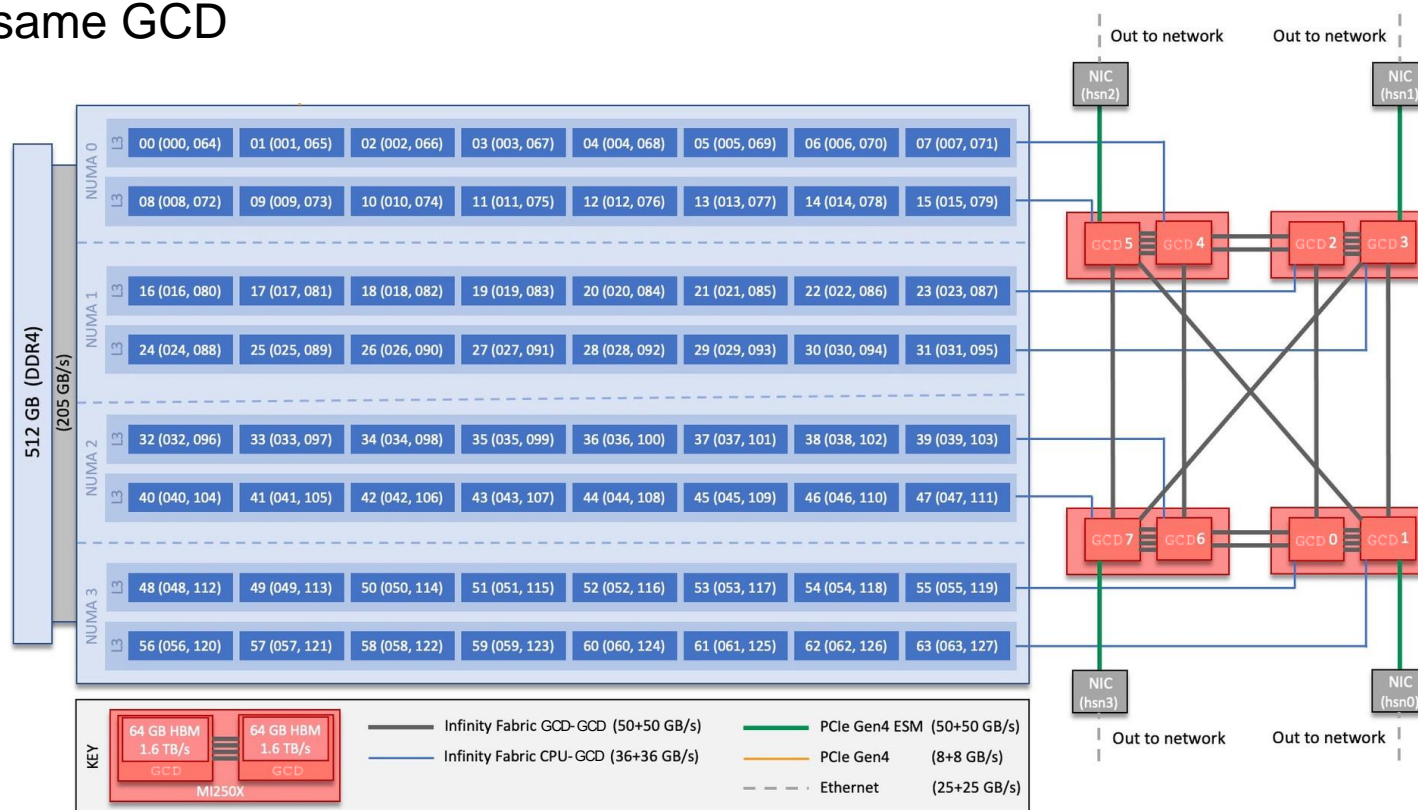 same GCD
Out to network
Out to network
NIC
(hsn2)
NIC
(hsn1)
512 GB (DDR4)
(205 GB/s)
NUMA 0
L3
00 (000, 064) 01 (001, 065) 02 (002, 066) 03 (003, 067) 04 (004, 068) 05 (005, 069) 06 (006, 070) 07 (007, 071)
L3
08 (008, 072) 09 (009, 073) 10 (010, 074) 11 (011, 075) 12 (012, 076) 13 (013, 077) 14 (014, 078) 15 (015, 079)
NUMA 1
L3
16 (016, 080) 17 (017, 081) 18 (018, 082) 19 (019, 083) 20 (020, 084) 21 (021, 085) 22 (022, 086) 23 (023, 087)
L3
24 (024, 088) 25 (025, 089) 26 (026, 090) 27 (027, 091) 28 (028, 092) 29 (029, 093) 30 (030, 094) 31 (031, 095)
NUMA 2
L3
32 (032, 096) 33 (033, 097) 34 (034, 098) 35 (035, 099) 36 (036, 100) 37 (037, 101) 38 (038, 102) 39 (039, 103)
L3
40 (040, 104) 41 (041, 105) 42 (042, 106) 43 (043, 107) 44 (044, 108) 45 (045, 109) 46 (046, 110) 47 (047, 111)
NUMA 3
L3
48 (048, 112) 49 (049, 113) 50 (050, 114) 51 (051, 115) 52 (052, 116) 53 (053, 117) 54 (054, 118) 55 (055, 119)
L3
56 (056, 120) 57 (057, 121) 58 (058, 122) 59 (059, 123) 60 (060, 124) 61 (061, 125) 62 (062, 126) 63 (063, 127)
GCD 5 GCD 4 GCD 2 GCD 3
GCD 7 GCD 6 GCD 0 GCD 1
NIC
(hsn3)
NIC
(hsn0)
Out to network
Out to network
KEY
64 GB HBM
1.6 TB/s
GCD
64 GB HBM
1.6 TB/s
GCD
MI250X
Infinity Fabric GCD-GCD (50+50 GB/s)
Infinity Fabric CPU-GCD (36+36 GB/s)
PCIe Gen4 ESM (50+50 GB/s)
PCIe Gen4 (8+8 GB/s)
Ethernet (25+25 GB/s)